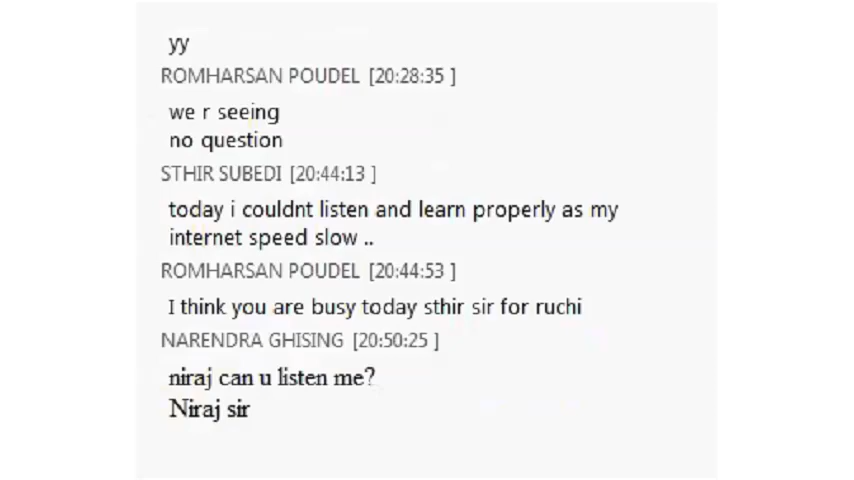 yy
ROMHARSAN POUDEL [20:28:35 ]
we r seeing
no question
STHIR SUBEDI [20:44:13 ]
today i couldnt listen and learn properly as my
internet speed slow ..
ROMHARSAN POUDEL [20:44:53 ]
I think you are busy today sthir sir for ruchi
NARENDRA GHISING [20:50:25 ]
niraj can u listen me?
Niraj sir